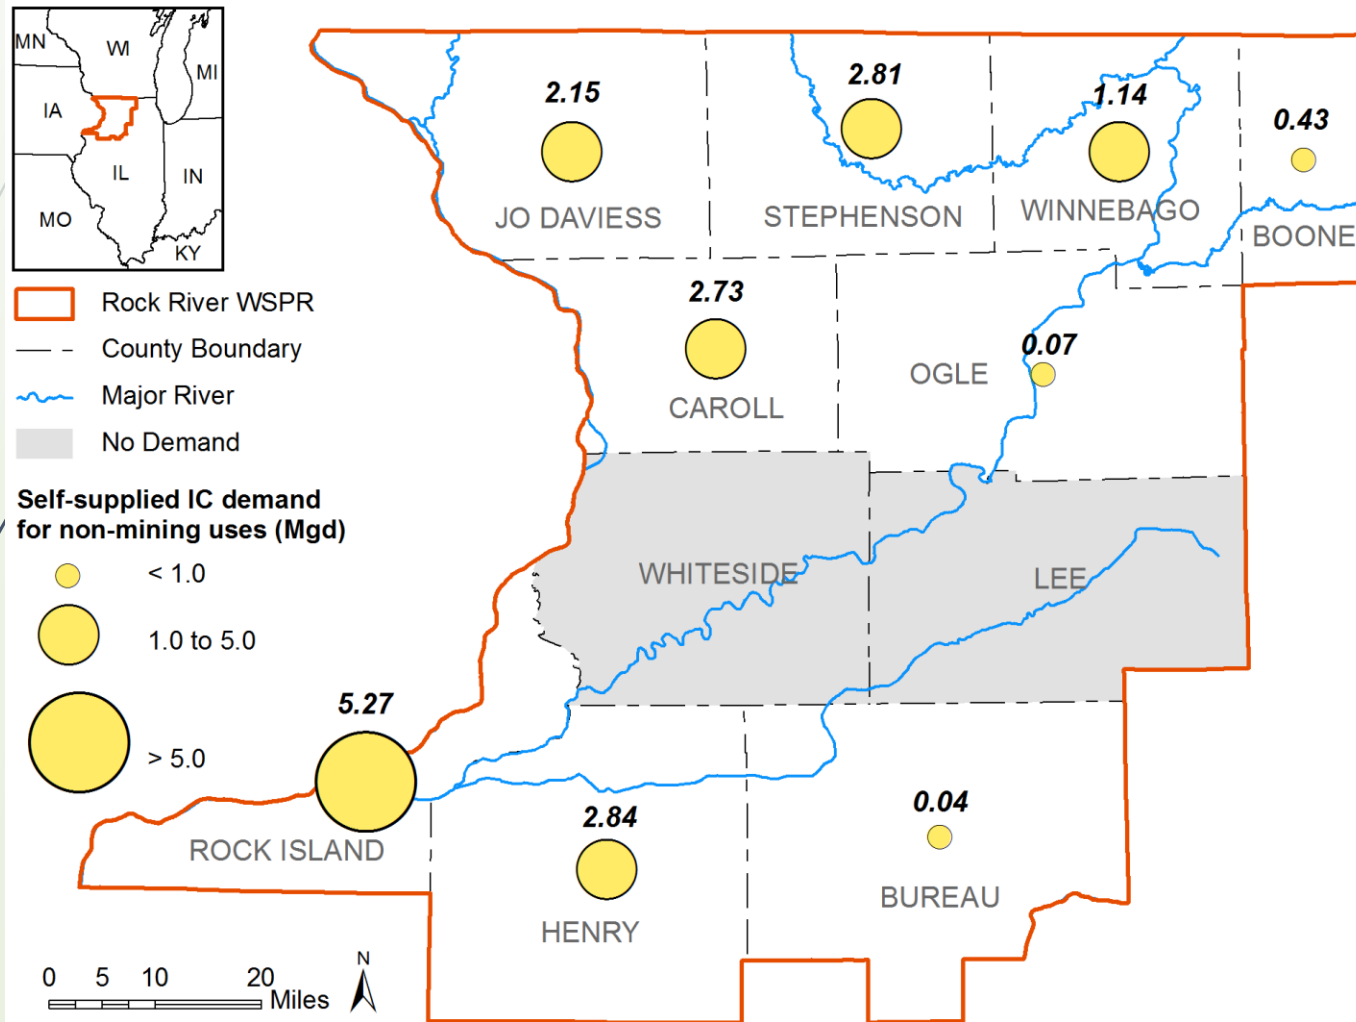 MN
WI
MI
IA
IL
IN
MO
KY
Rock River WSPR
County Boundary
Major River
No Demand
Self-supplied IC demand
for non-mining uses (Mgd)
< 1.0
1.0 to 5.0
> 5.0
2.15
JO DAVIESS
2.81
STEPHENSON
1.14
WINNEBAGO
0.43
BOONE
2.73
CAROLL
0.07
OGLE
WHITESIDE
LEE
5.27
ROCK ISLAND
2.84
HENRY
0.04
BUREAU
0 5 10 20
Miles
N